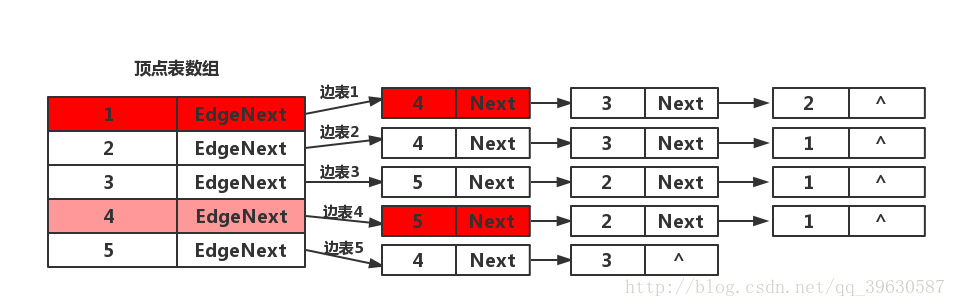 顶点表数组
1 EdgeNext 边表1 4 Next 3 Next 2 ^
2 EdgeNext 边表2 4 Next 3 Next 1 ^
3 EdgeNext 边表3 5 Next 2 Next 1 ^
4 EdgeNext 边表4 5 Next 2 Next 1 ^
5 EdgeNext 边表5 4 Next 3 ^
http://blog.csdn.net/qq_39630587